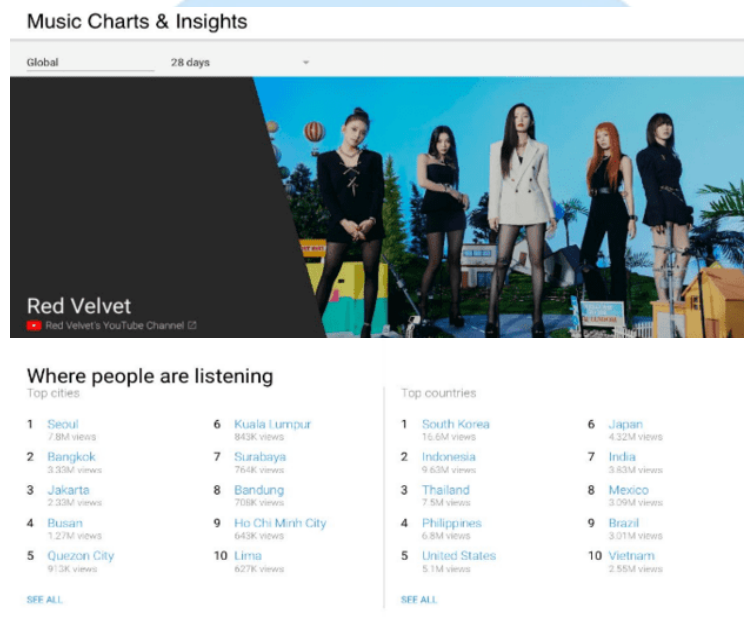 Music Charts & Insights
Global
28 days
Red Velvet
Red Velvet's YouTube Channel
Where people are listening
Top cities
1 Seoul
7.8M views
2 Bangkok
3.33M views
3 Jakarta
2.33M views
4 Busan
1.27M views
5 Quezon City
913K views
6 Kuala Lumpur
843K views
7 Surabaya
764K views
8 Bandung
708K views
9 Ho Chi Minh City
643K views
10 Lima
627K views
SEE ALL
Top countries
1 South Korea
16.6M views
2 Indonesia
9.63M views
3 Thailand
7.5M views
4 Philippines
6.8M views
5 United States
5.1M views
6 Japan
4.32M views
7 India
3.83M views
8 Mexico
3.09M views
9 Brazil
3.01M views
10 Vietnam
2.55M views
SEE ALL